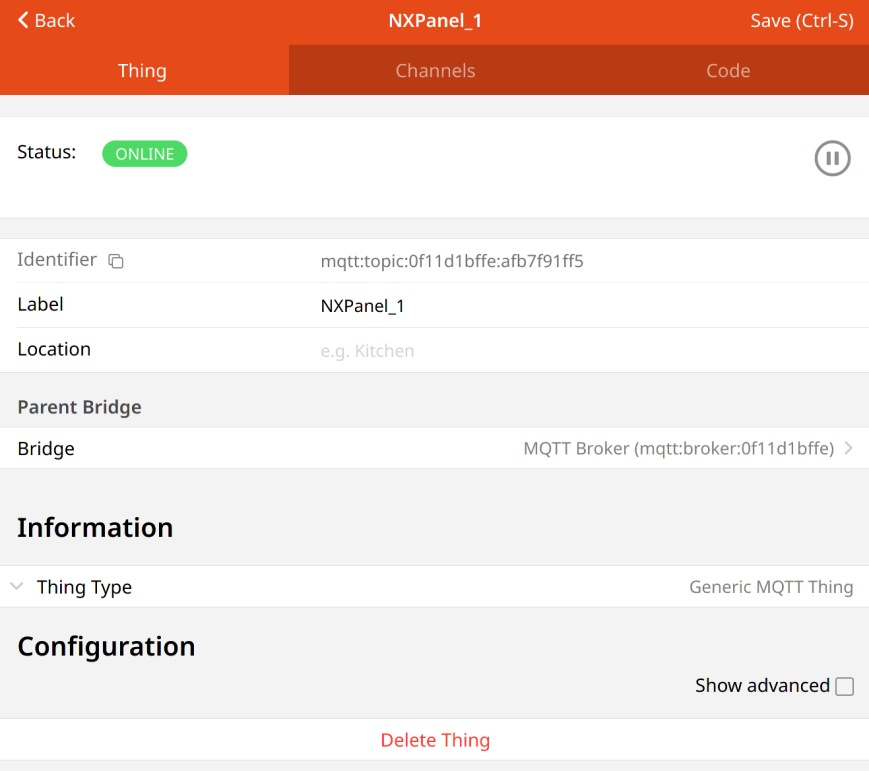 Back NXPanel_1 Save (Ctrl-S)
Thing Channels Code
Status: ONLINE
Identifier mqtt:topic:0f11d1bffe:afb7f91ff5
Label NXPanel_1
Location e.g. Kitchen
Parent Bridge
Bridge MQTT Broker (mqtt:broker:0f11d1bffe)
Information
Thing Type Generic MQTT Thing
Configuration
Show advanced
Delete Thing